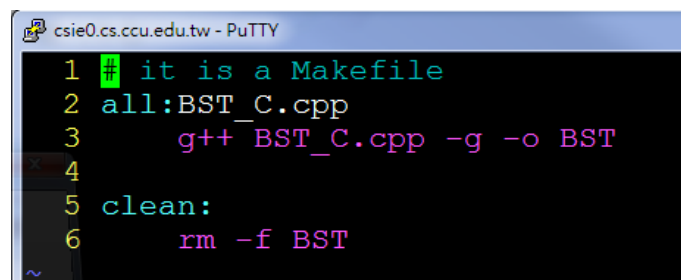 csie0.cs.ccu.edu.tw - PuTTY
1 # it is a Makefile
2 all:BST_C.cpp
3     g++ BST_C.cpp -g -o BST
4
5 clean:
6     rm -f BST
~